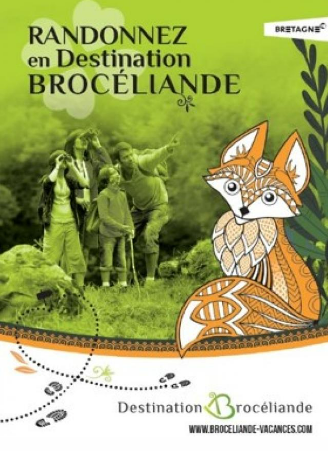 BRETAGNE
RANDONNEZ
en Destination
BROCÉLIANDE
Destination Brocéliande
WWW.BROCELIANDE-VACANCES.COM